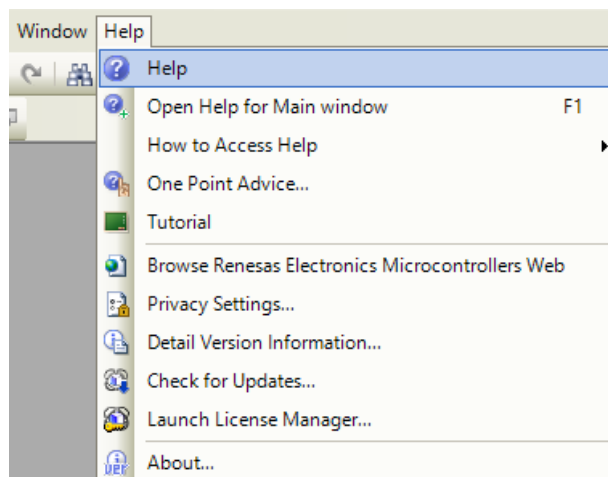 Window Help
Help
Open Help for Main window F1
How to Access Help
One Point Advice...
Tutorial
Browse Renesas Electronics Microcontrollers Web
Privacy Settings...
Detail Version Information...
Check for Updates...
Launch License Manager...
About...